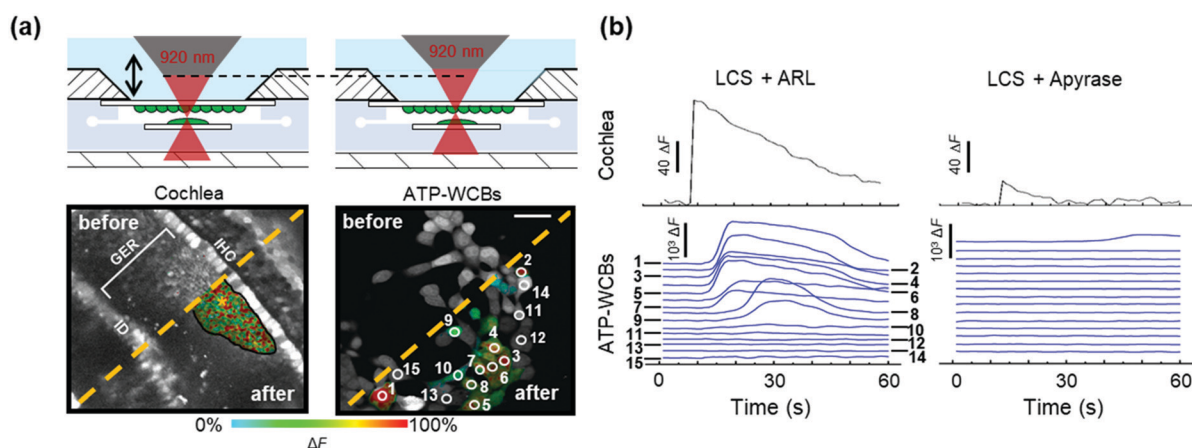 (a)
920 nm
920 nm
Cochlea
ATP-WCBs
before
GER
IHC
ID
after
before
2
14
11
9
12
4
3
7
6
15
10
8
1
13
5
after
0%
100%
ΔF
(b)
LCS + ARL
LCS + Apyrase
Cochlea
40 ΔF
40 ΔF
ATP-WCBs
10³ ΔF
10³ ΔF
1
3
5
7
9
11
13
15
2
4
6
8
10
12
14
0
30
60
0
30
60
Time (s)
Time (s)